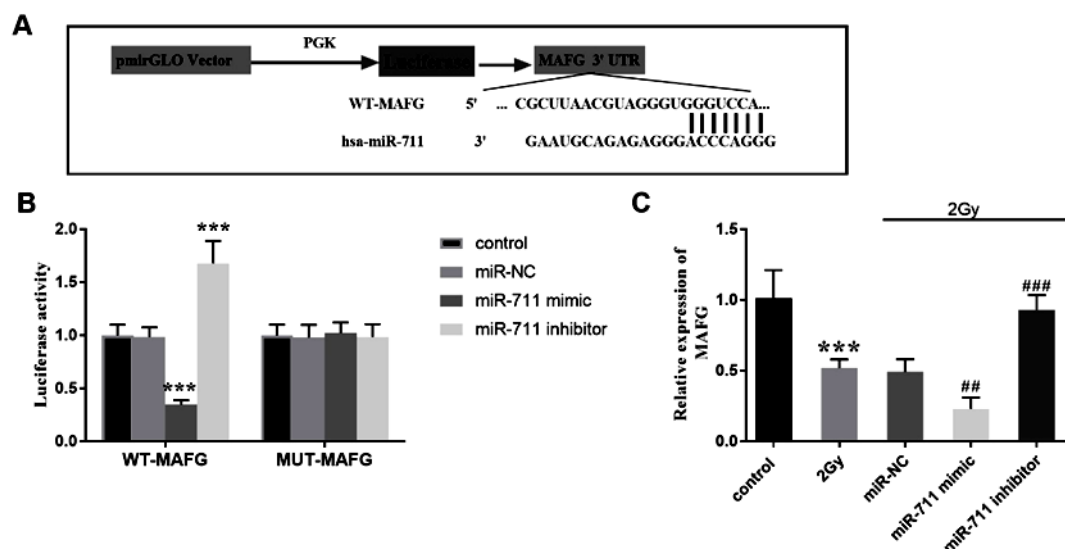 A
pmirGLO Vector
PGK
Luciferase
MAFG 3' UTR
WT-MAFG 5' ... CGCUUAACGUAGGGUGGGUCCA...
hsa-miR-711 3' GAAUGCAGAGAGGGACCCAGGG
B
Luciferase activity
2.0
1.5
1.0
0.5
0.0
***
***
WT-MAFG
MUT-MAFG
control
miR-NC
miR-711 mimic
miR-711 inhibitor
C
2Gy
Relative expression of
MAFG
1.5
1.0
0.5
0.0
***
##
###
control
2Gy
miR-NC
miR-711 mimic
miR-711 inhibitor